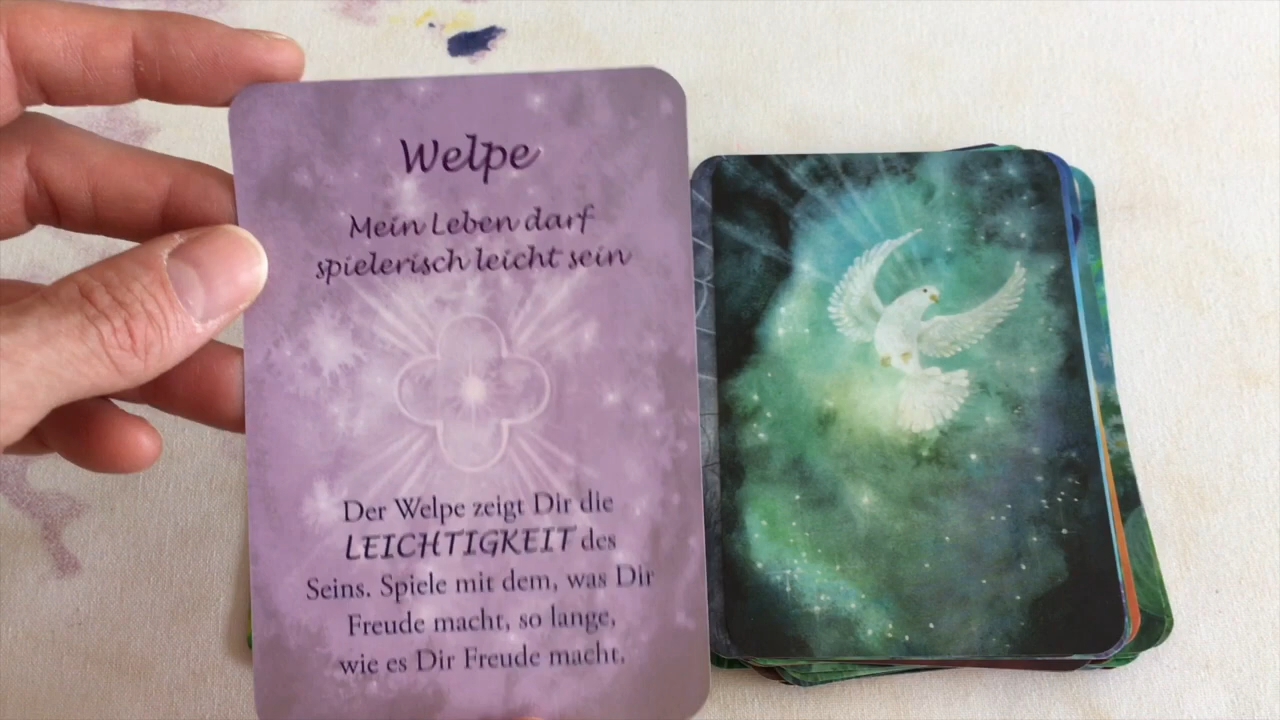 Welpe
Mein Leben darf
spielerisch leicht sein
Der Welpe zeigt Dir die
LEICHTIGKEIT des
Seins. Spiele mit dem, was Dir
Freude macht, so lange,
wie es Dir Freude macht.